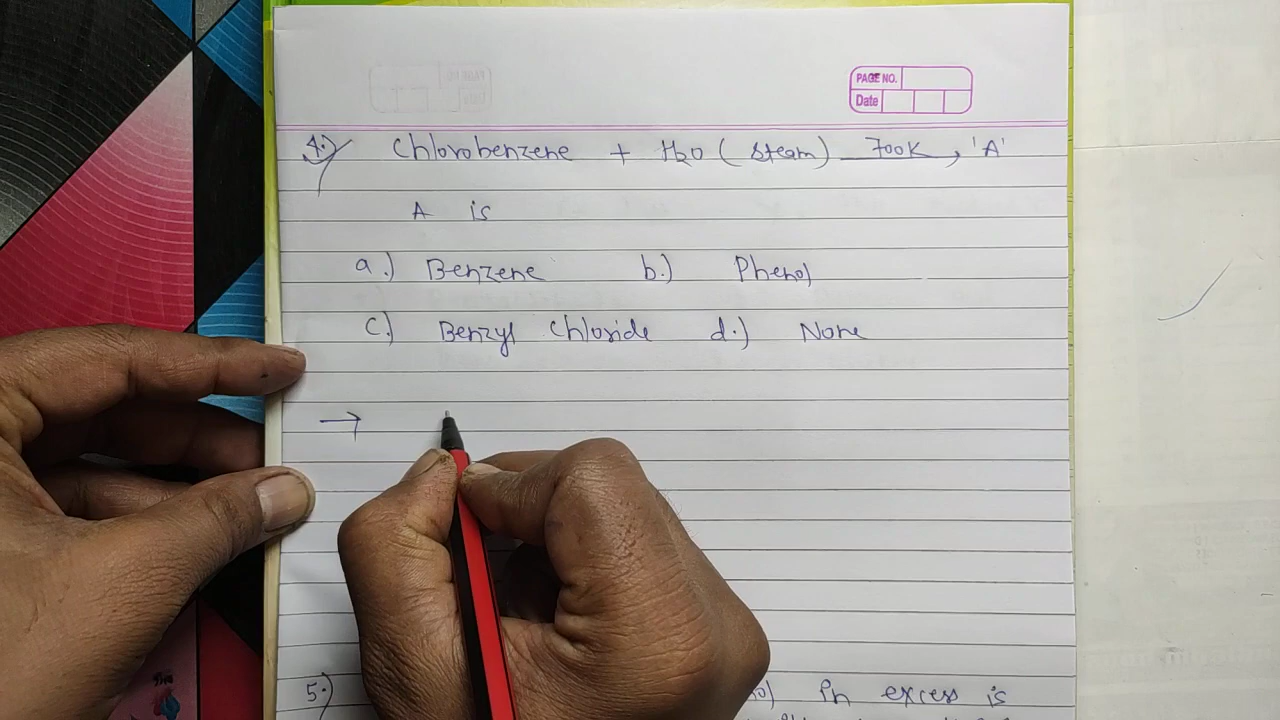 PAGE NO.
Date
4.) Chlorobenzene + H2O (steam) 700K, 'A'
A is
a.) Benzene b.) Phenol
c.) Benzyl chloride d.) None
→
5.) in excess is